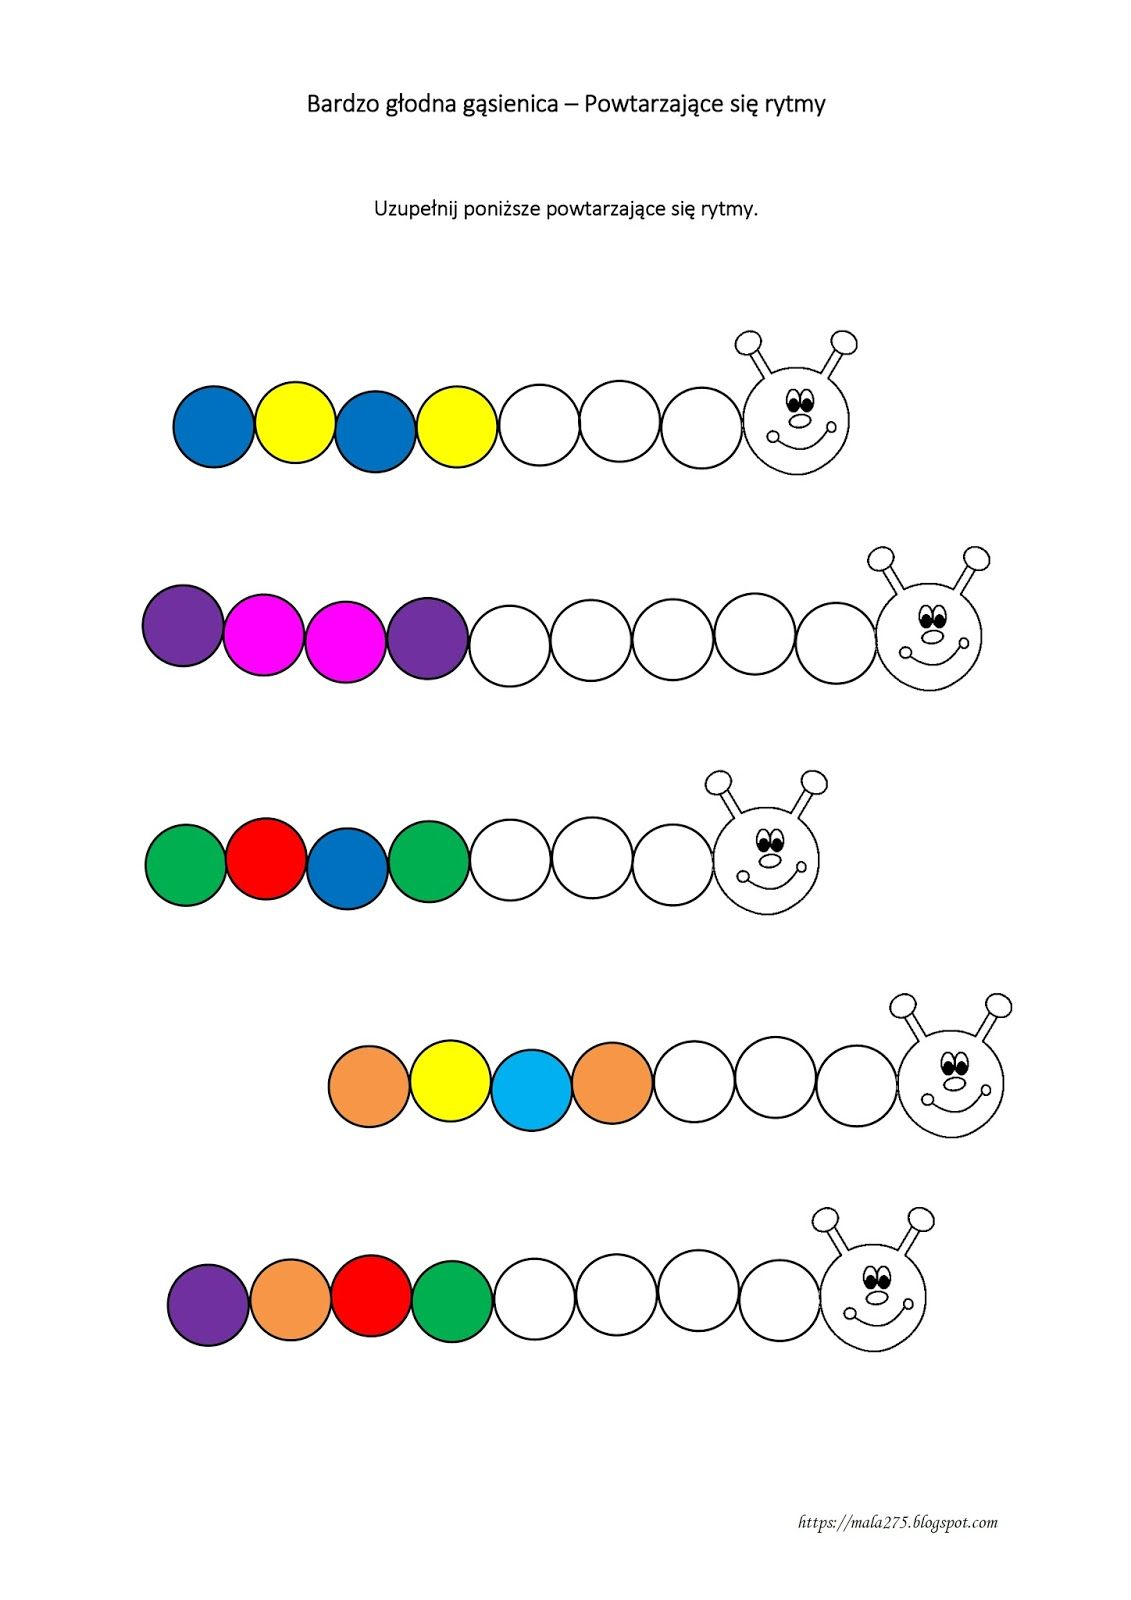 Bardzo głodna gąsienica – Powtarzające się rytmy
Uzupełnij poniższe powtarzające się rytmy.
https://mala275.blogspot.com